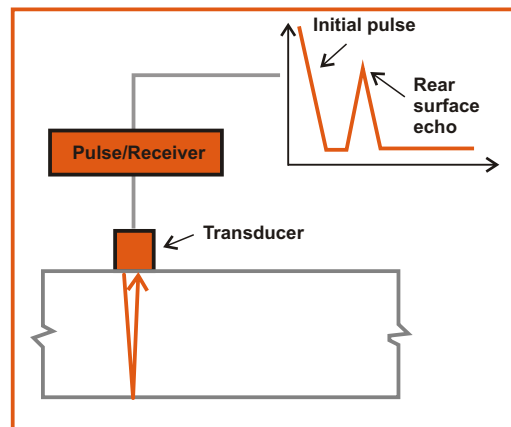 Initial pulse
Rear
surface
echo
Pulse/Receiver
Transducer